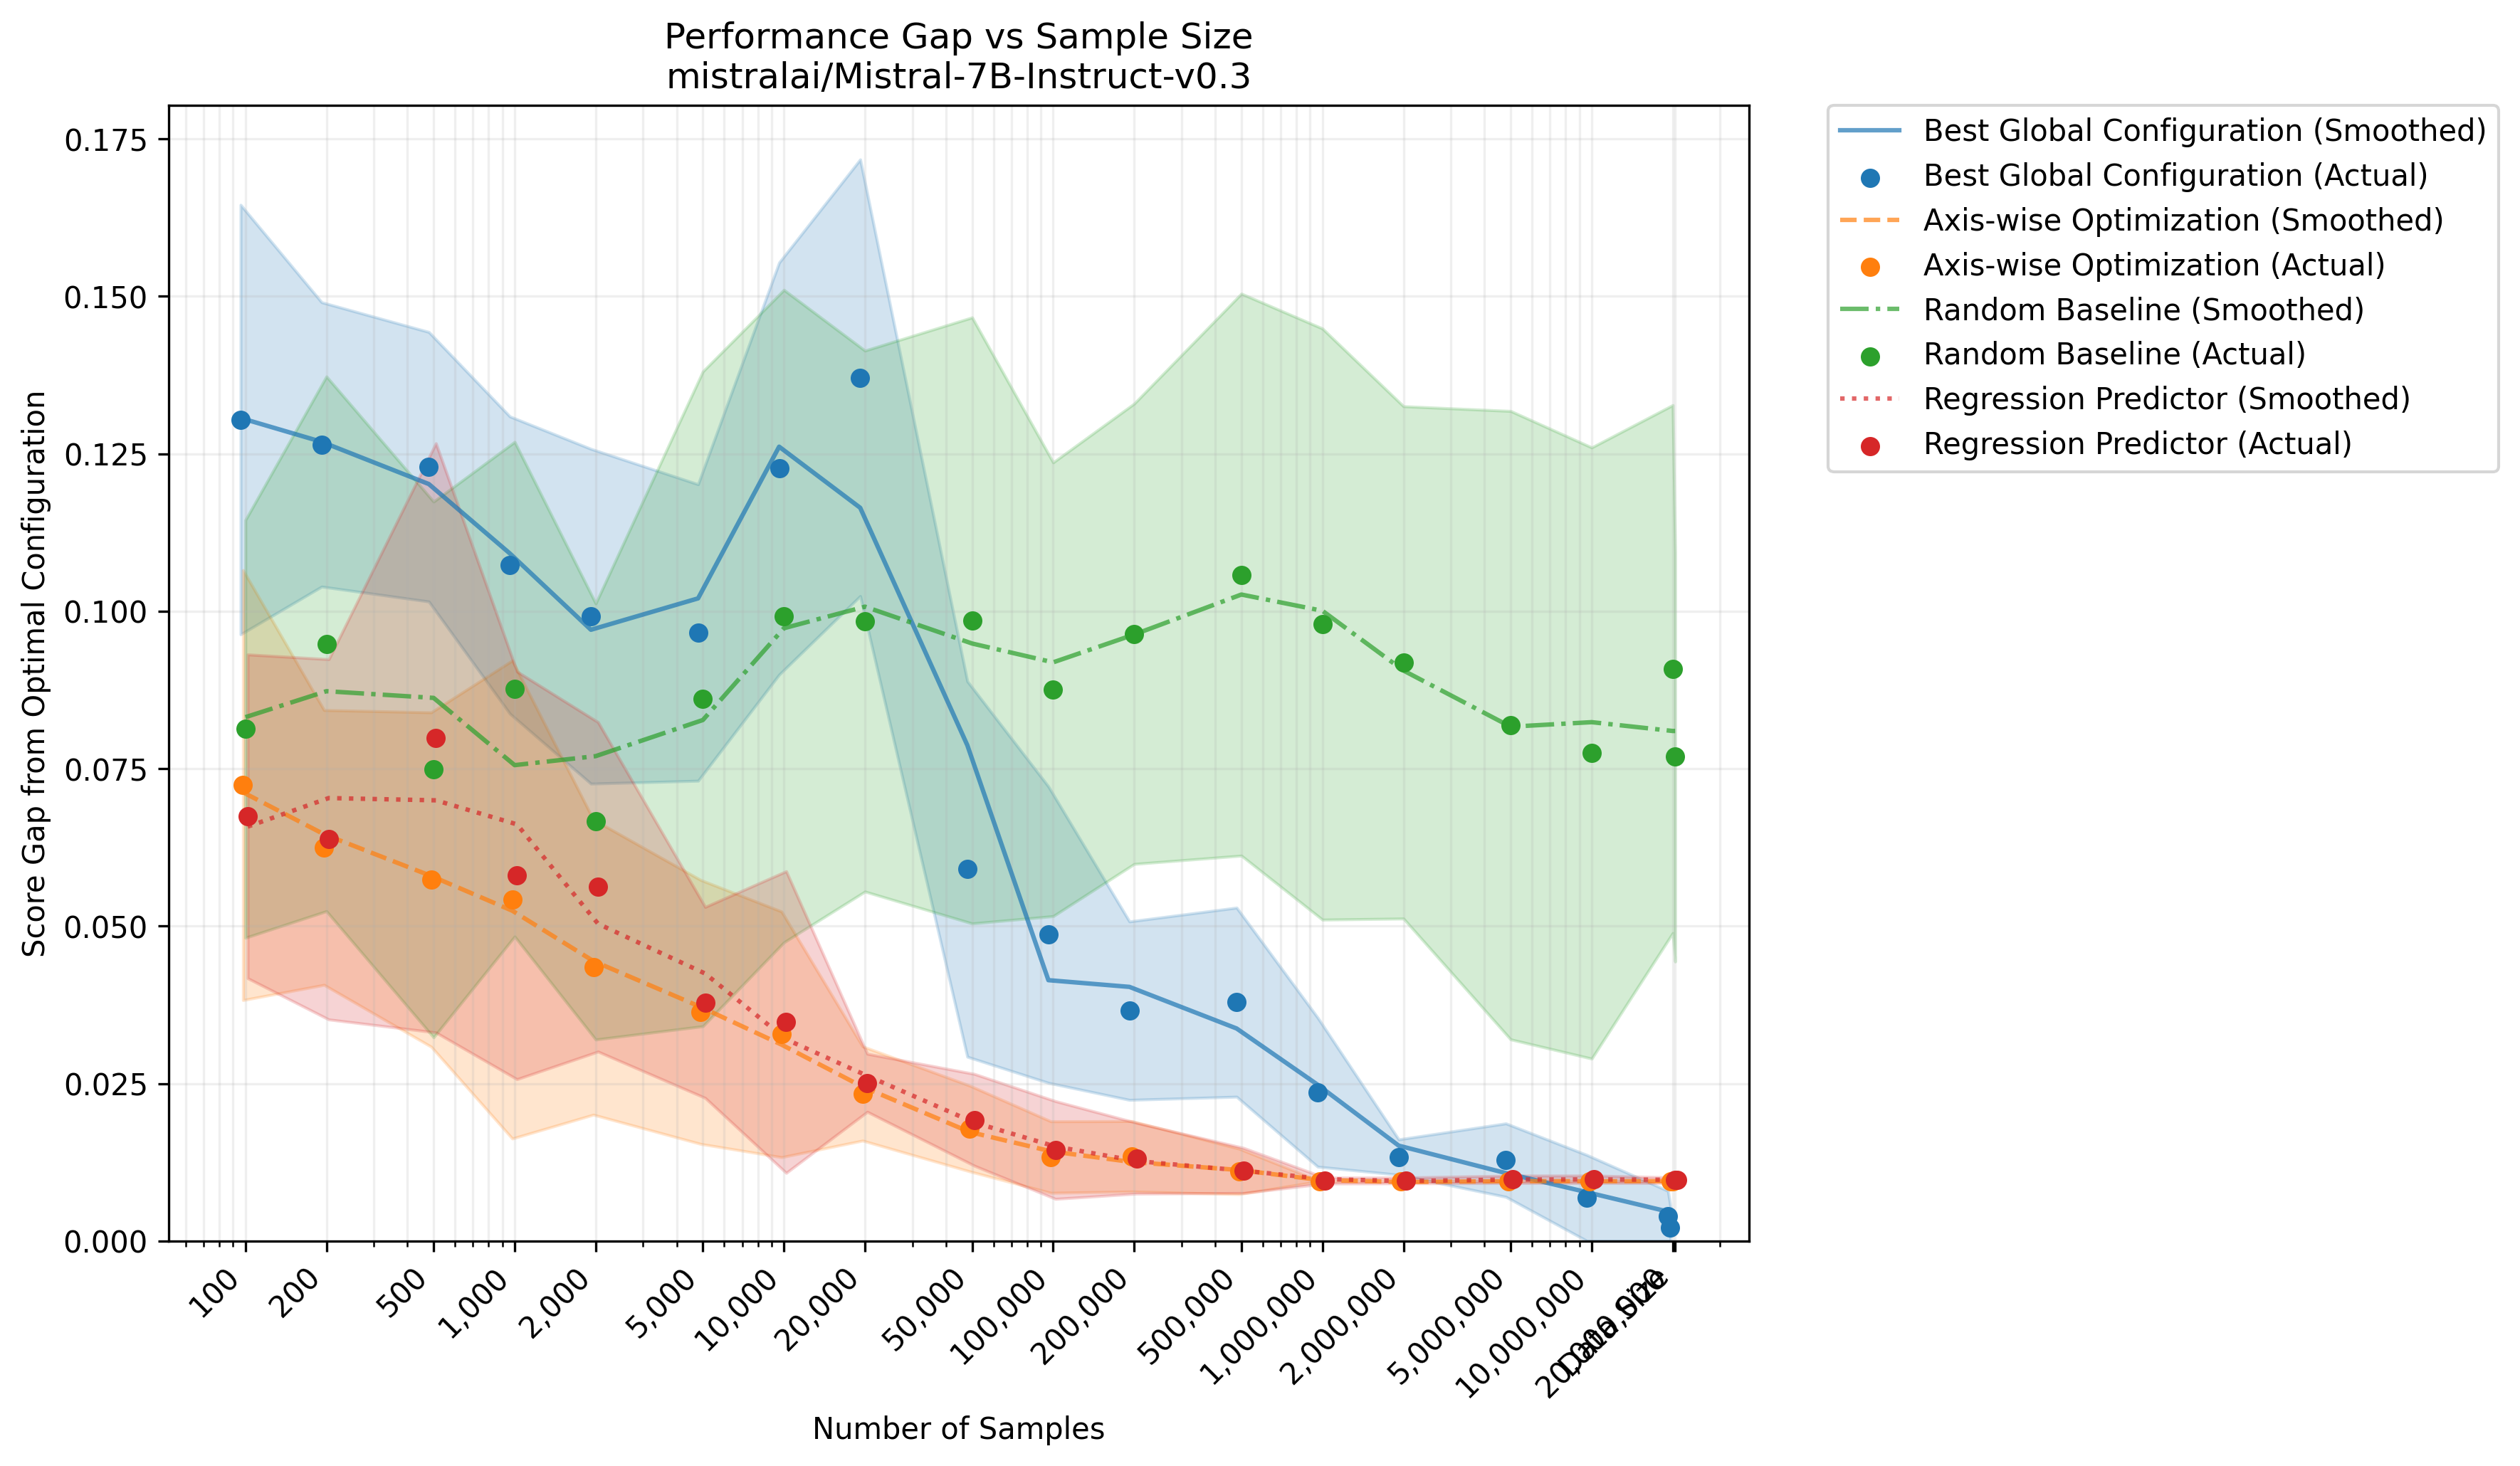 Performance Gap vs Sample Size
mistralai/Mistral-7B-Instruct-v0.3
Score Gap from Optimal Configuration
0.175
0.150
0.125
0.100
0.075
0.050
0.025
0.000
100
200
500
1,000
2,000
5,000
10,000
20,000
50,000
100,000
200,000
500,000
1,000,000
2,000,000
5,000,000
10,000,000
20,000,000
Data Size
Number of Samples
Best Global Configuration (Smoothed)
Best Global Configuration (Actual)
Axis-wise Optimization (Smoothed)
Axis-wise Optimization (Actual)
Random Baseline (Smoothed)
Random Baseline (Actual)
Regression Predictor (Smoothed)
Regression Predictor (Actual)